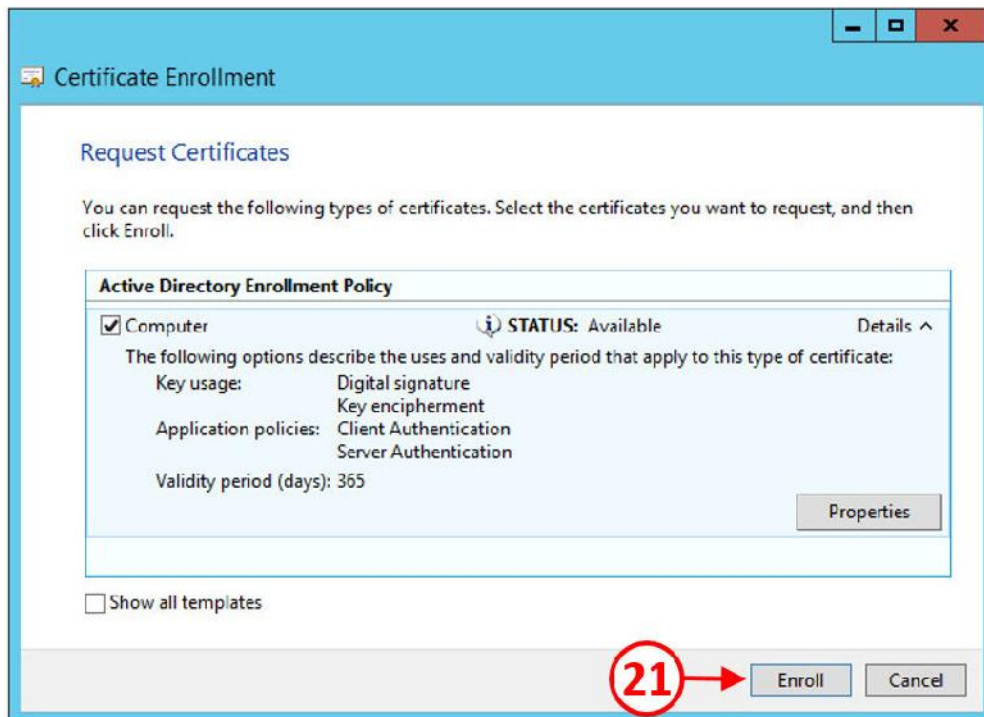 Certificate Enrollment
Request Certificates
You can request the following types of certificates. Select the certificates you want to request, and then
click Enroll.
Active Directory Enrollment Policy
Computer STATUS: Available Details
The following options describe the uses and validity period that apply to this type of certificate:
Key usage: Digital signature
Key encipherment
Application policies: Client Authentication
Server Authentication
Validity period (days): 365
Properties
Show all templates
21 Enroll Cancel